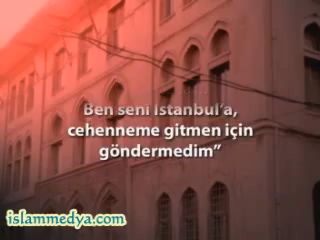 Ben seni İstanbul’a,
cehenneme gitmen için
göndermedim”
islammedya.com